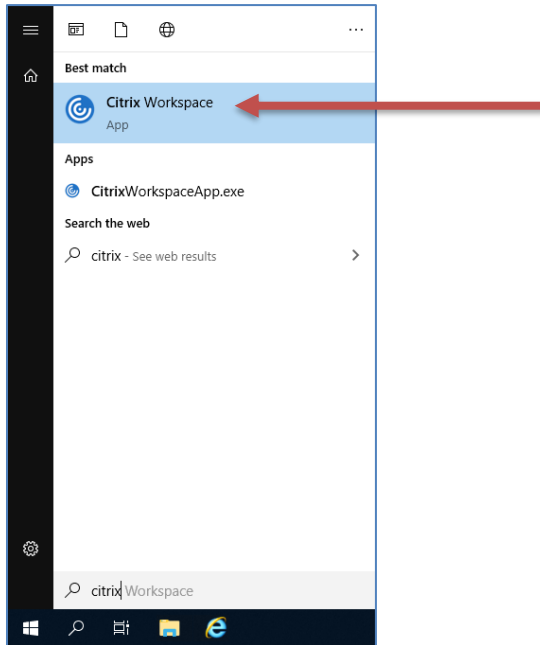 Best match
Citrix Workspace
App
Apps
CitrixWorkspaceApp.exe
Search the web
citrix - See web results
citrix Workspace